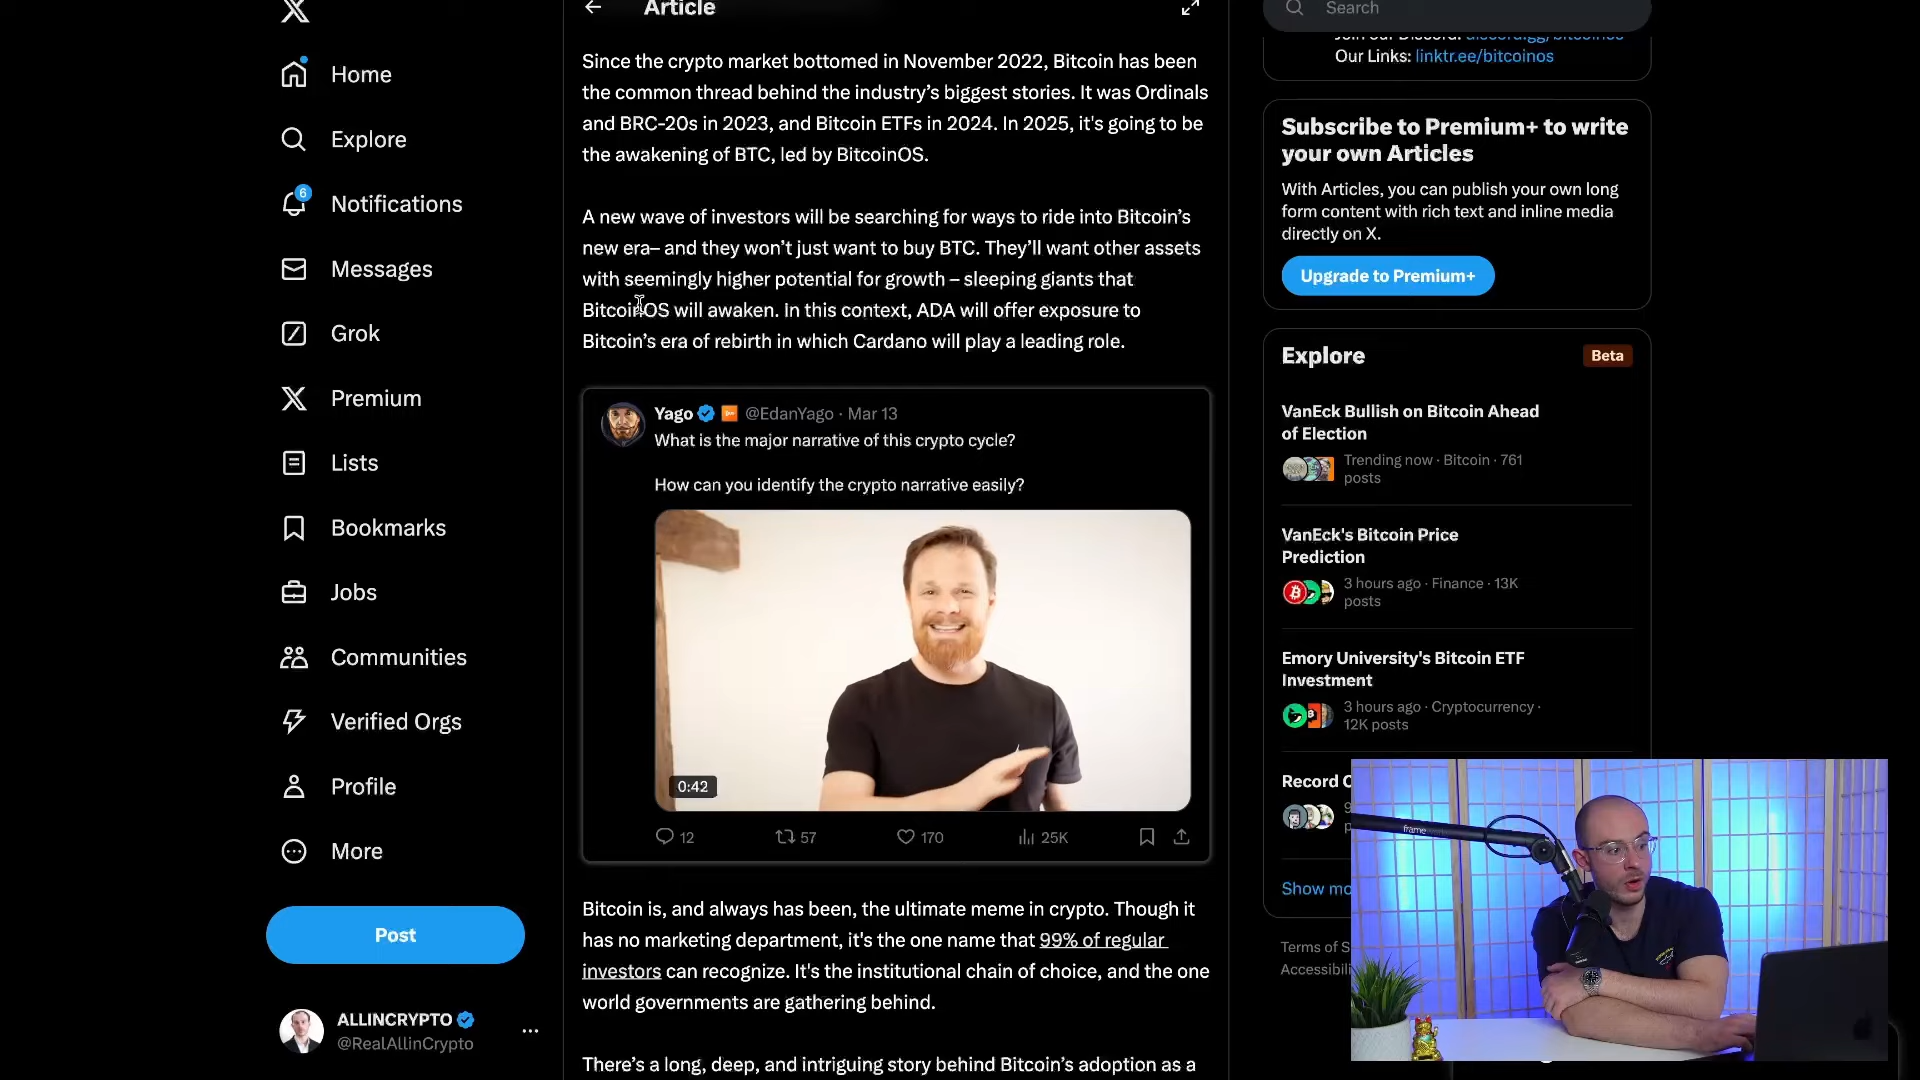 Article
Search
Home
Explore
6
Notifications
Messages
Grok
Premium
Lists
Bookmarks
Jobs
Communities
Verified Orgs
Profile
More
Post
ALLINCRYPTO
@RealAllinCrypto
Since the crypto market bottomed in November 2022, Bitcoin has been
the common thread behind the industry’s biggest stories. It was Ordinals
and BRC-20s in 2023, and Bitcoin ETFs in 2024. In 2025, it's going to be
the awakening of BTC, led by BitcoinOS.
A new wave of investors will be searching for ways to ride into Bitcoin’s
new era– and they won’t just want to buy BTC. They’ll want other assets
with seemingly higher potential for growth – sleeping giants that
BitcoinOS will awaken. In this context, ADA will offer exposure to
Bitcoin’s era of rebirth in which Cardano will play a leading role.
Yago @EdanYago · Mar 13
What is the major narrative of this crypto cycle?
How can you identify the crypto narrative easily?
0:42
12 57 170 25K
Bitcoin is, and always has been, the ultimate meme in crypto. Though it
has no marketing department, it's the one name that 99% of regular
investors can recognize. It's the institutional chain of choice, and the one
world governments are gathering behind.
There’s a long, deep, and intriguing story behind Bitcoin’s adoption as a
Join our Discord: discord.gg/bitcoinos
Our Links: linktr.ee/bitcoinos
Subscribe to Premium+ to write
your own Articles
With Articles, you can publish your own long
form content with rich text and inline media
directly on X.
Upgrade to Premium+
Explore
Beta
VanEck Bullish on Bitcoin Ahead
of Election
Trending now · Bitcoin · 761
posts
VanEck's Bitcoin Price
Prediction
3 hours ago · Finance · 13K
posts
Emory University's Bitcoin ETF
Investment
3 hours ago · Cryptocurrency ·
12K posts
Record
Show
Terms of
frame